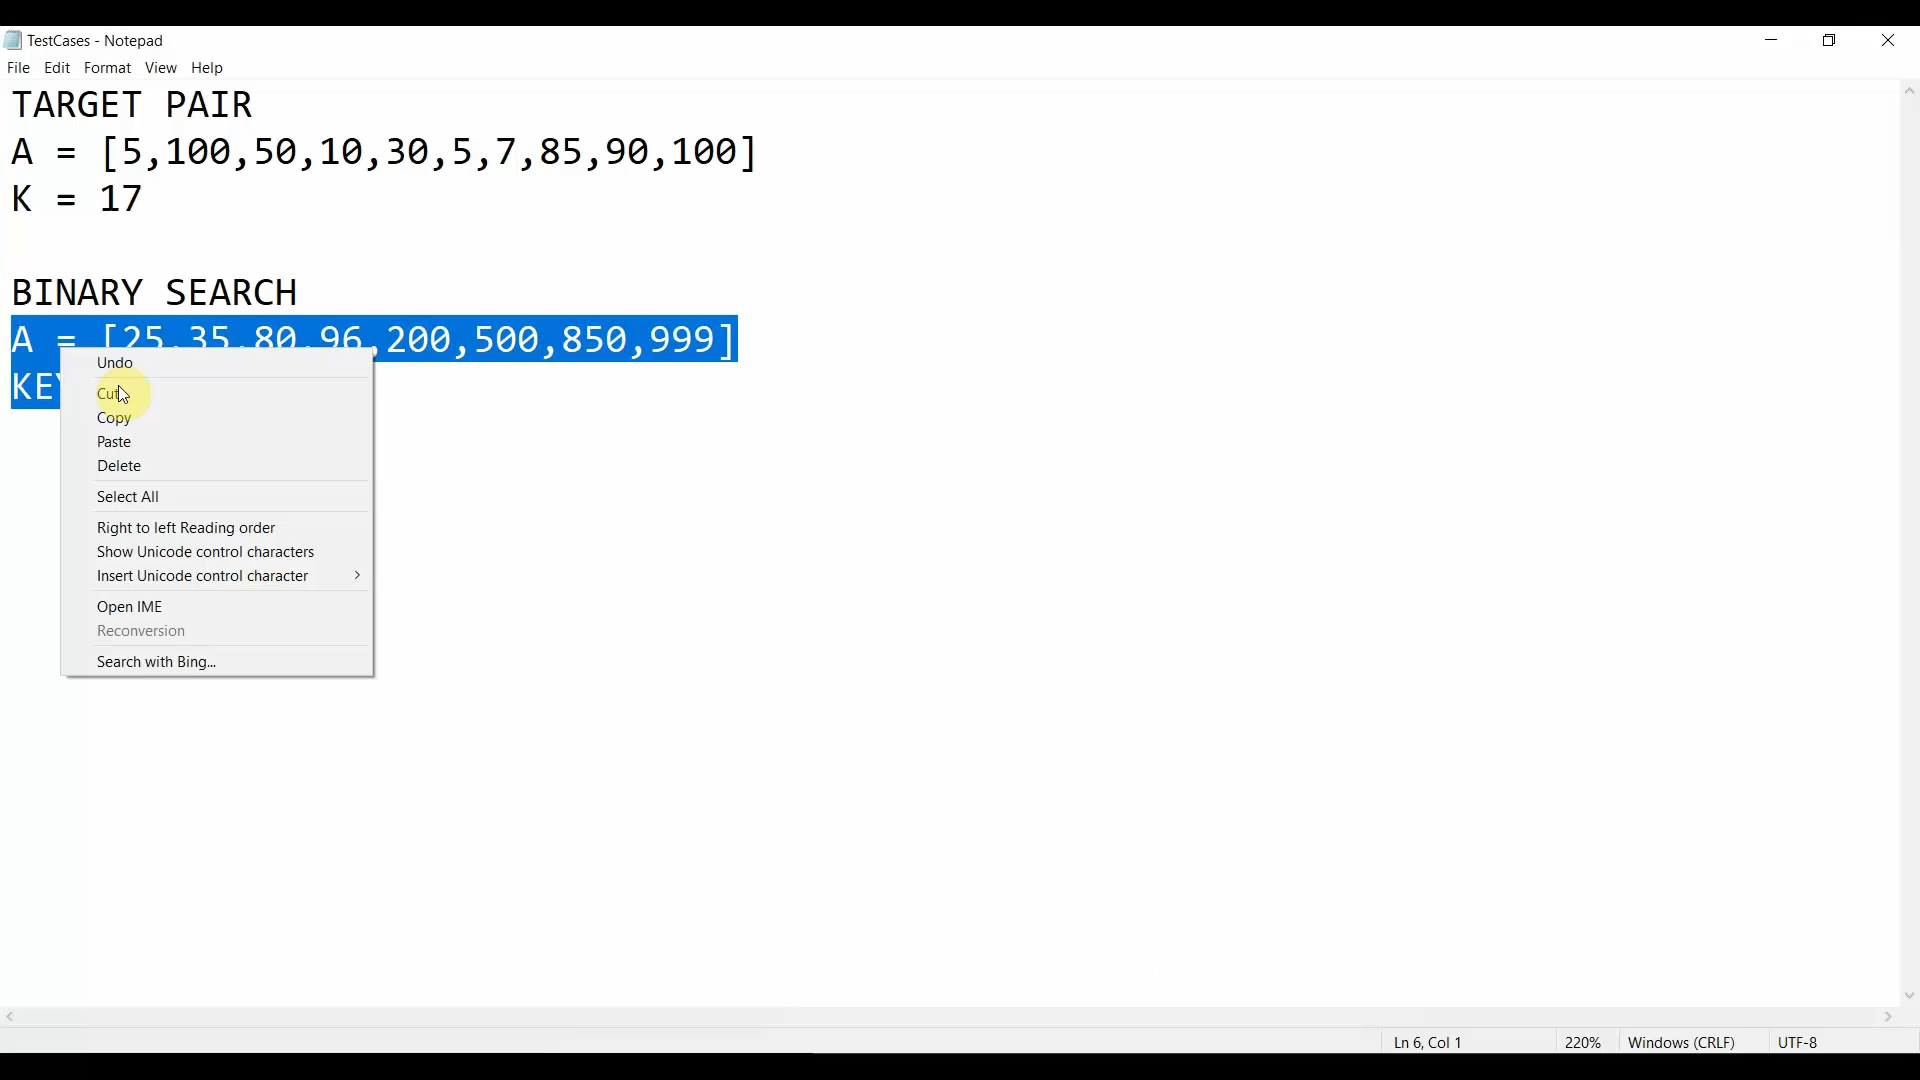 TestCases - Notepad
File Edit Format View Help
TARGET PAIR
A = [5,100,50,10,30,5,7,85,90,100]
K = 17
BINARY SEARCH
A = [25,35,80,96,200,500,850,999]
KEY
Undo
Cut
Copy
Paste
Delete
Select All
Right to left Reading order
Show Unicode control characters
Insert Unicode control character
Open IME
Reconversion
Search with Bing...
Ln 6, Col 1 220% Windows (CRLF) UTF-8